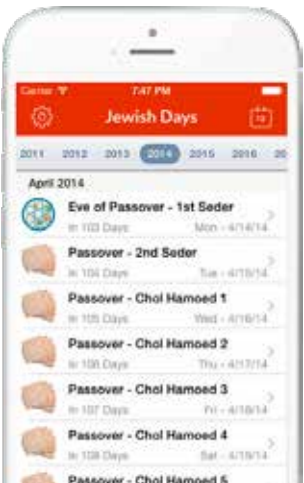 Carrier 7:47 PM
Jewish Days
2011 2012 2013 2014 2015 2016 20
April 2014
Eve of Passover - 1st Seder
In 103 Days Mon - 4/14/14
Passover - 2nd Seder
In 104 Days Tue - 4/15/14
Passover - Chol Hamoed 1
In 105 Days Wed - 4/16/14
Passover - Chol Hamoed 2
In 106 Days Thu - 4/17/14
Passover - Chol Hamoed 3
In 107 Days Fri - 4/18/14
Passover - Chol Hamoed 4
In 108 Days Sat - 4/19/14
Passover - Chol Hamoed 5